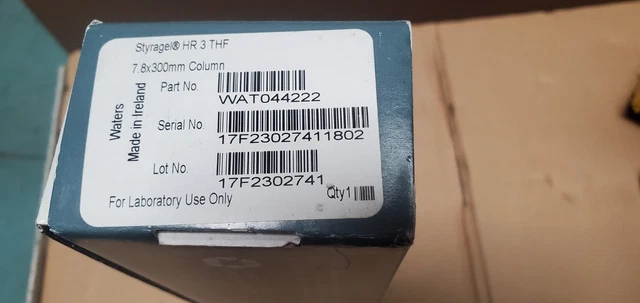 Styragel® HR 3 THF
7.8x300mm Column
Part No.
WAT044222
Serial No.
17F23027411802
Lot No.
17F2302741
Waters
Made in Ireland
For Laboratory Use Only
Qty1